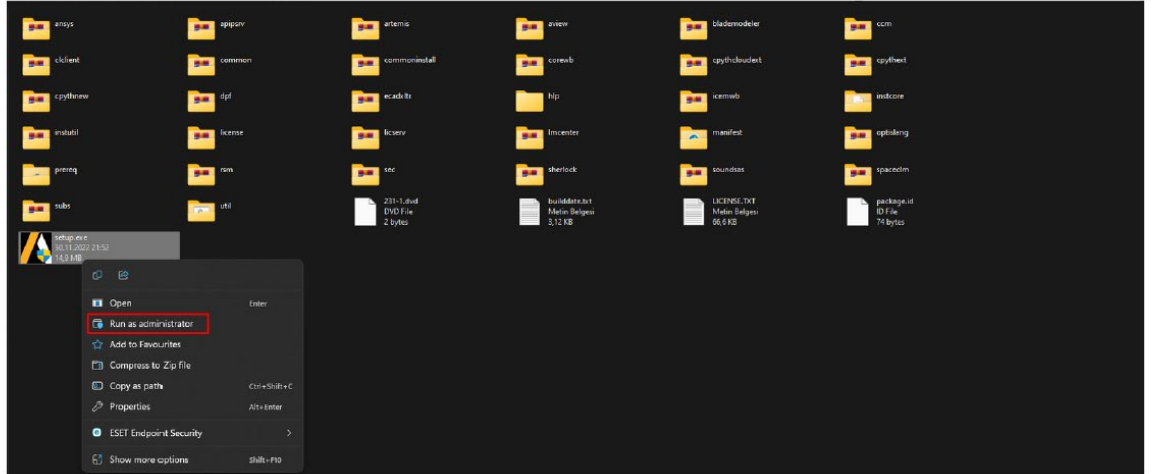 ansys
apipsrv
artemis
aview
blademodeler
ccm
clclient
common
commoninstall
corewb
cpythcloudext
cpythext
cpythnew
dpf
ecadxltr
hlp
icemwb
instcore
instutil
license
licserv
lmcenter
manifest
optislang
prereq
rsm
sec
sherlock
soundsas
spaceclm
subs
util
231-1.dvd
DVD File
2 bytes
builddate.txt
Metin Belgesi
3,12 KB
LICENSE.TXT
Metin Belgesi
66,6 KB
package.id
ID File
74 bytes
setup.exe
30.11.2022 21:52
14,9 MB
Open Enter
Run as administrator
Add to Favourites
Compress to Zip file
Copy as path Ctrl+Shift+C
Properties Alt+Enter
ESET Endpoint Security
Show more options Shift+F10